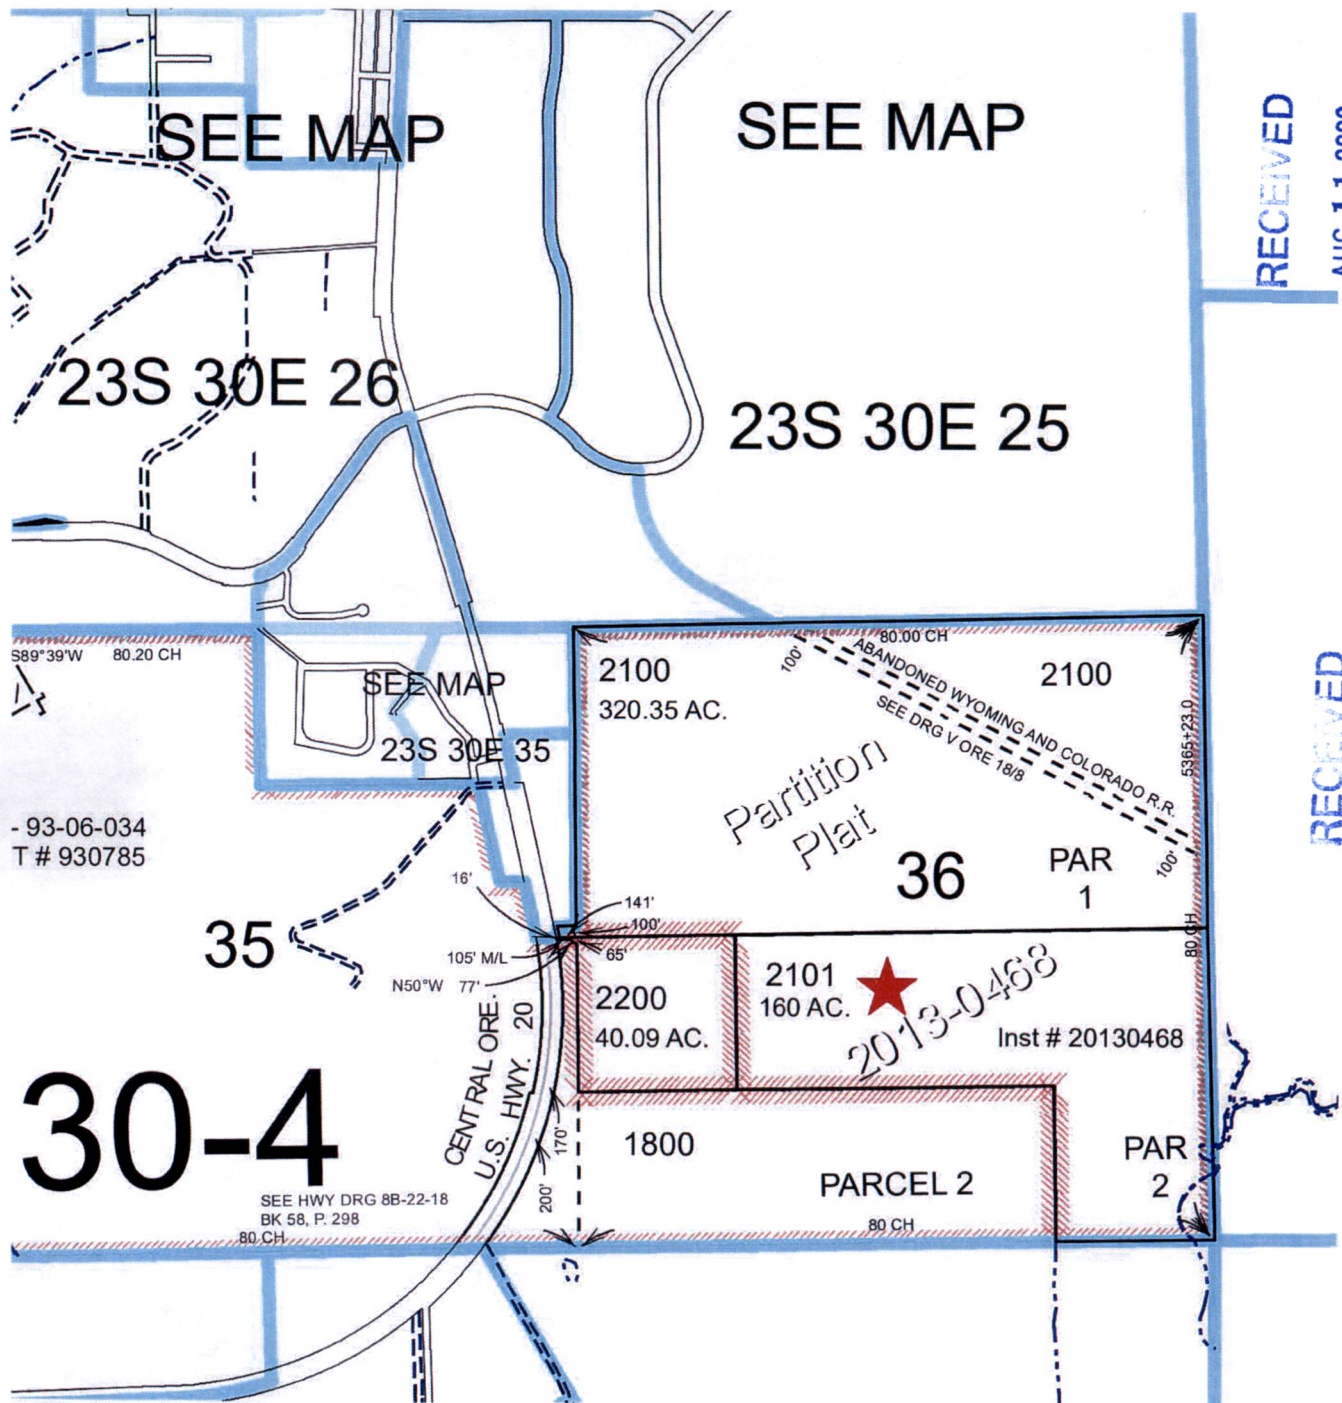 SEE MAP
SEE MAP
RECEIVED
23S 30E 26
23S 30E 25
S89°39'W 80.20 CH
SEE MAP
23S 30E 35
80.00 CH
2100
320.35 AC.
100'
ABANDONED WYOMING AND COLORADO R.R.
SEE DRG V ORE 18/8
2100
5365+23.0
RECEIVED
Partition
Plat
- 93-06-034
T # 930785
36
PAR
1
100'
16'
141'
100'
65'
80 CH
35
105' M/L
N50°W 77'
2200
40.09 AC.
2101
160 AC.
2013-0468
Inst # 20130468
30-4
CENTRAL ORE.
U.S. HWY. 20
170'
200'
1800
PARCEL 2
PAR
2
SEE HWY DRG 8B-22-18
BK 58, P. 298
80 CH
80 CH